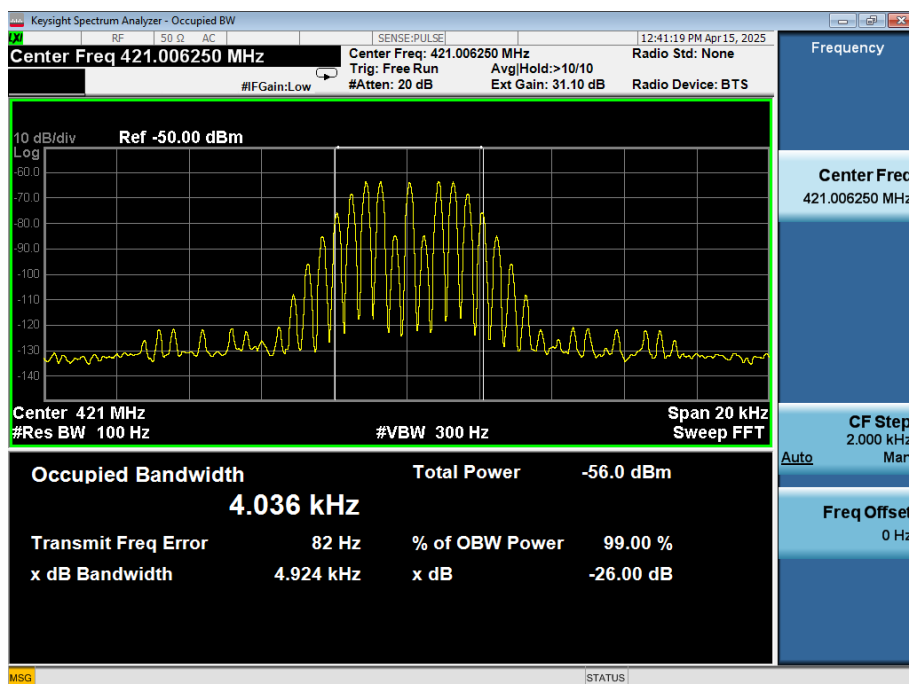 Keysight Spectrum Analyzer - Occupied BW
LXI RF 50 Ω AC SENSE:PULSE 12:41:19 PM Apr 15, 2025
Center Freq 421.006250 MHz
Center Freq: 421.006250 MHz Radio Std: None
Trig: Free Run Avg|Hold:>10/10
#IFGain:Low #Atten: 20 dB Ext Gain: 31.10 dB Radio Device: BTS
10 dB/div Ref -50.00 dBm
Log
-60.0
-70.0
-80.0
-90.0
-100
-110
-120
-130
-140
Center 421 MHz Span 20 kHz
#Res BW 100 Hz #VBW 300 Hz Sweep FFT
Occupied Bandwidth Total Power -56.0 dBm
4.036 kHz
Transmit Freq Error 82 Hz % of OBW Power 99.00 %
x dB Bandwidth 4.924 kHz x dB -26.00 dB
MSG STATUS
Frequency
Center Freq
421.006250 MHz
CF Step
2.000 kHz
Auto Man
Freq Offset
0 Hz